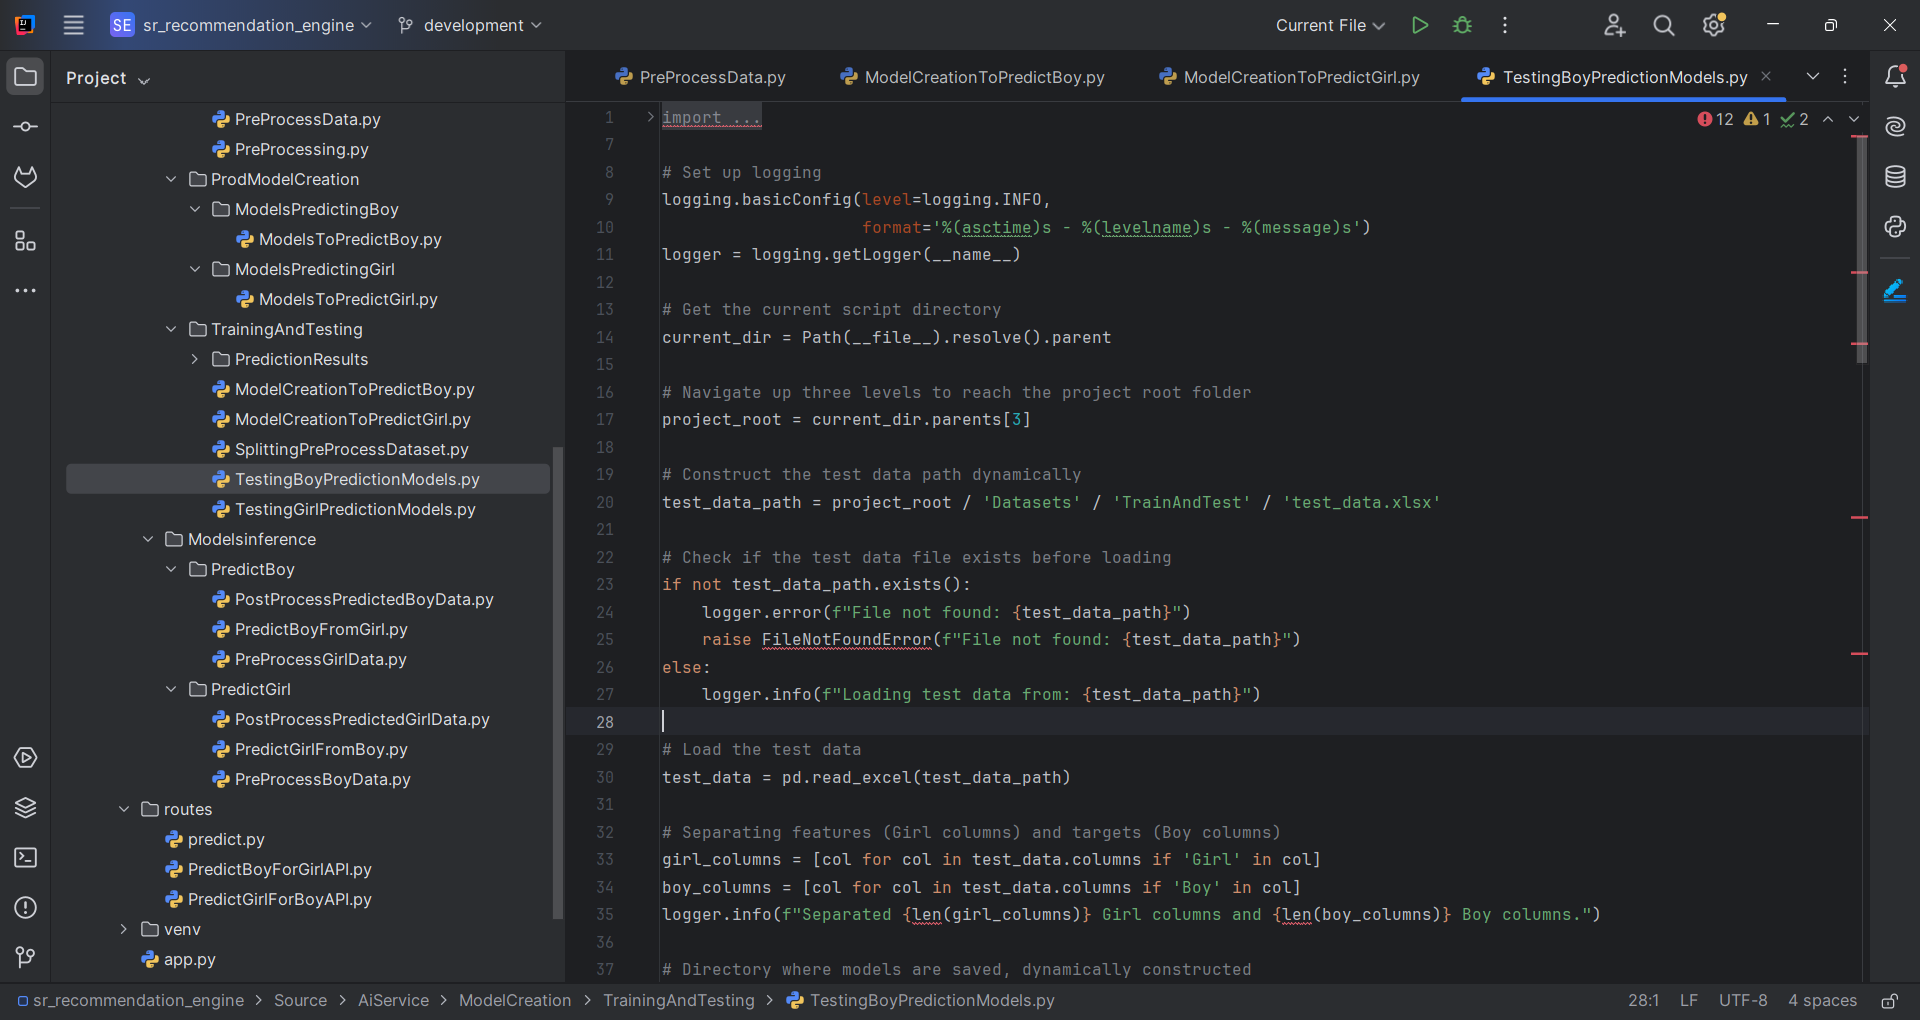 SE sr_recommendation_engine development Current File
Project
PreProcessData.py
PreProcessing.py
ProdModelCreation
ModelsPredictingBoy
ModelsToPredictBoy.py
ModelsPredictingGirl
ModelsToPredictGirl.py
TrainingAndTesting
PredictionResults
ModelCreationToPredictBoy.py
ModelCreationToPredictGirl.py
SplittingPreProcessDataset.py
TestingBoyPredictionModels.py
TestingGirlPredictionModels.py
Modelsinference
PredictBoy
PostProcessPredictedBoyData.py
PredictBoyFromGirl.py
PreProcessGirlData.py
PredictGirl
PostProcessPredictedGirlData.py
PredictGirlFromBoy.py
PreProcessBoyData.py
routes
predict.py
PredictBoyForGirlAPI.py
PredictGirlForBoyAPI.py
venv
app.py
PreProcessData.py ModelCreationToPredictBoy.py ModelCreationToPredictGirl.py TestingBoyPredictionModels.py
12 1 2
1 import ...
7
8 # Set up logging
9 logging.basicConfig(level=logging.INFO,
10 format='%(asctime)s - %(levelname)s - %(message)s')
11 logger = logging.getLogger(__name__)
12
13 # Get the current script directory
14 current_dir = Path(__file__).resolve().parent
15
16 # Navigate up three levels to reach the project root folder
17 project_root = current_dir.parents[3]
18
19 # Construct the test data path dynamically
20 test_data_path = project_root / 'Datasets' / 'TrainAndTest' / 'test_data.xlsx'
21
22 # Check if the test data file exists before loading
23 if not test_data_path.exists():
24 logger.error(f"File not found: {test_data_path}")
25 raise FileNotFoundError(f"File not found: {test_data_path}")
26 else:
27 logger.info(f"Loading test data from: {test_data_path}")
28
29 # Load the test data
30 test_data = pd.read_excel(test_data_path)
31
32 # Separating features (Girl columns) and targets (Boy columns)
33 girl_columns = [col for col in test_data.columns if 'Girl' in col]
34 boy_columns = [col for col in test_data.columns if 'Boy' in col]
35 logger.info(f"Separated {len(girl_columns)} Girl columns and {len(boy_columns)} Boy columns.")
36
37 # Directory where models are saved, dynamically constructed
sr_recommendation_engine > Source > AiService > ModelCreation > TrainingAndTesting > TestingBoyPredictionModels.py 28:1 LF UTF-8 4 spaces